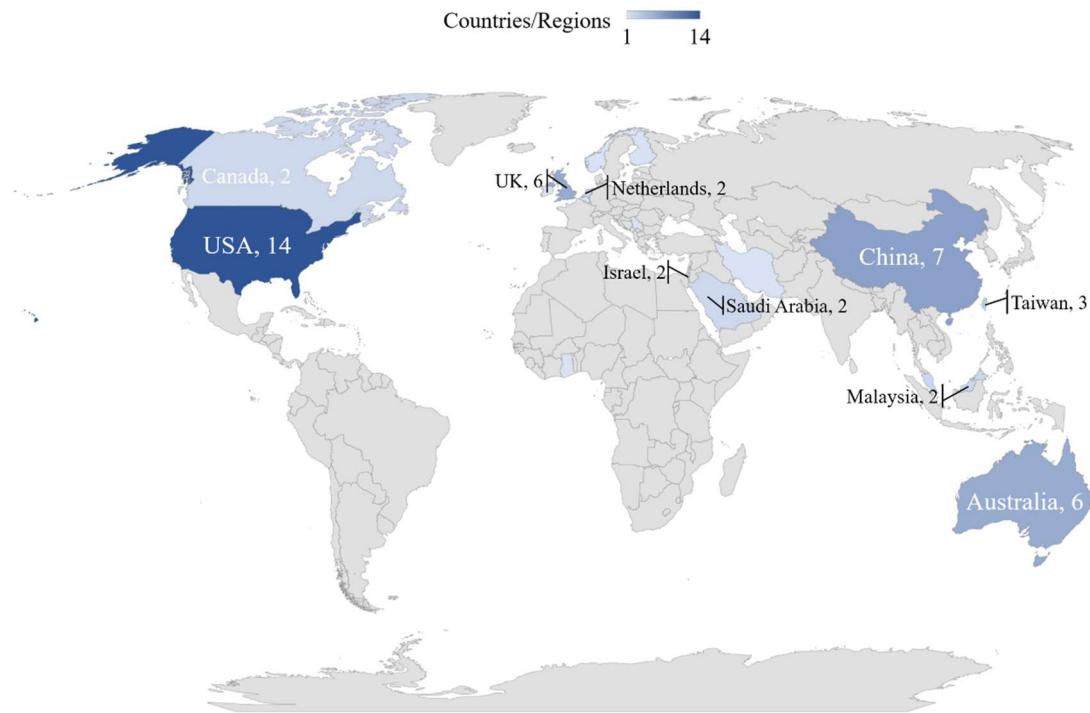 Countries/Regions
1 14
Canada, 2
UK, 6
Netherlands, 2
USA, 14
China, 7
Israel, 2
Saudi Arabia, 2
Taiwan, 3
Malaysia, 2
Australia, 6